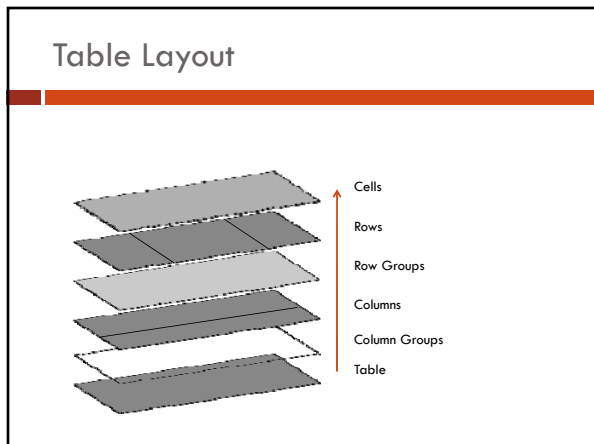 Table Layout
Cells
Rows
Row Groups
Columns
Column Groups
Table